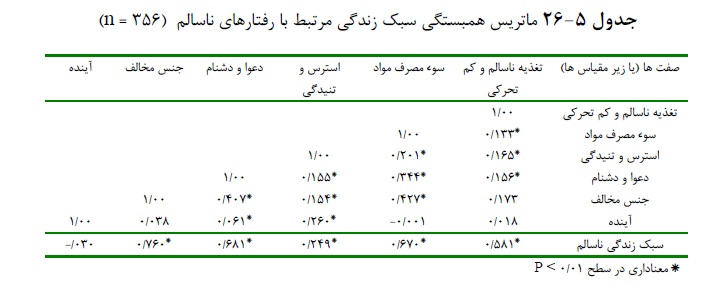 جدول ۵-۲۶ ماتریس همبستگی سبک زندگی مرتبط با رفتارهای ناسالم (n = ۳۵۶)
صفت ها (یا زیر مقیاس ها) تغذیه ناسالم و کم تحرکی سوء مصرف مواد استرس و تنیدگی دعوا و دشنام جنس مخالف آینده
تغذیه ناسالم و کم تحرکی ۱/۰۰
سوء مصرف مواد ۰/۱۳۳* ۱/۰۰
استرس و تنیدگی ۰/۱۶۵* ۰/۲۰۱* ۱/۰۰
دعوا و دشنام ۰/۱۵۶* ۰/۳۴۴* ۰/۱۵۵* ۱/۰۰
جنس مخالف ۰/۱۷۳ ۰/۴۲۷* ۰/۱۵۴* ۰/۴۰۷* ۱/۰۰
آینده ۰/۰۱۸ -۰/۰۰۱ ۰/۲۶۰* ۰/۰۶۱* ۰/۰۳۸ ۱/۰۰
سبک زندگی ناسالم ۰/۵۸۱* ۰/۶۷۰* ۰/۲۴۹* ۰/۶۸۱* ۰/۷۶۰* -/۰۳۰
* معناداری در سطح P < ۰/۰۱